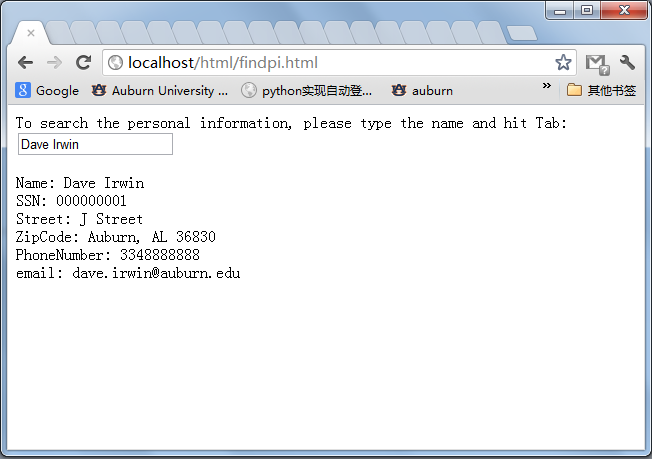 localhost/html/findpi.html
Google
Auburn University ...
python实现自动登...
auburn
»
其他书签
To search the personal information, please type the name and hit Tab:
Dave Irwin
Name: Dave Irwin
SSN: 000000001
Street: J Street
ZipCode: Auburn, AL 36830
PhoneNumber: 3348888888
email: dave.irwin@auburn.edu